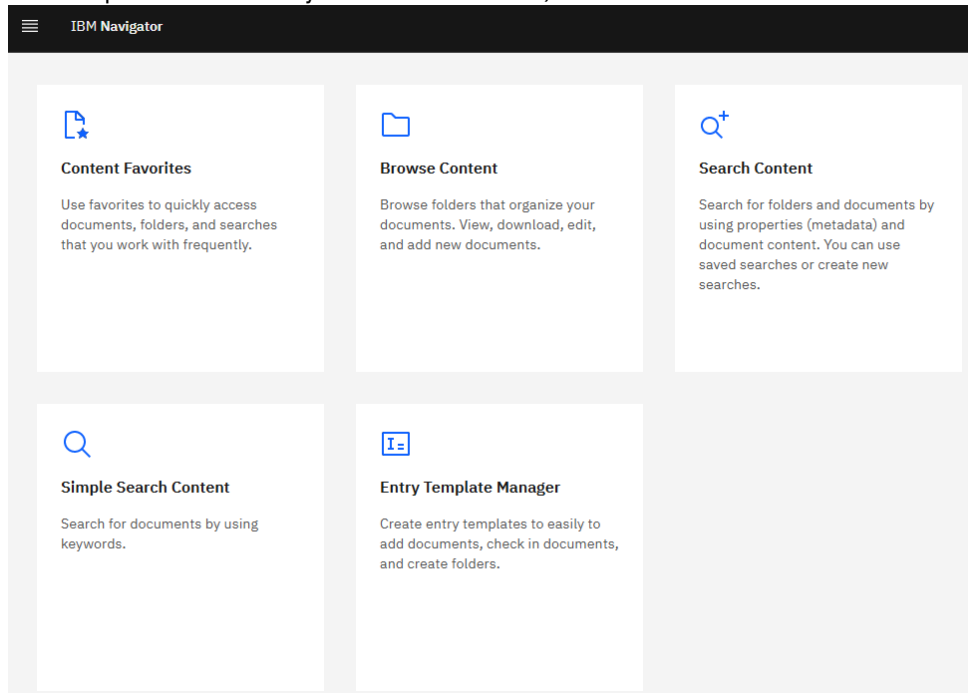 IBM Navigator
Content Favorites
Use favorites to quickly access
documents, folders, and searches
that you work with frequently.
Browse Content
Browse folders that organize your
documents. View, download, edit,
and add new documents.
Search Content
Search for folders and documents by
using properties (metadata) and
document content. You can use
saved searches or create new
searches.
Simple Search Content
Search for documents by using
keywords.
Entry Template Manager
Create entry templates to easily to
add documents, check in documents,
and create folders.